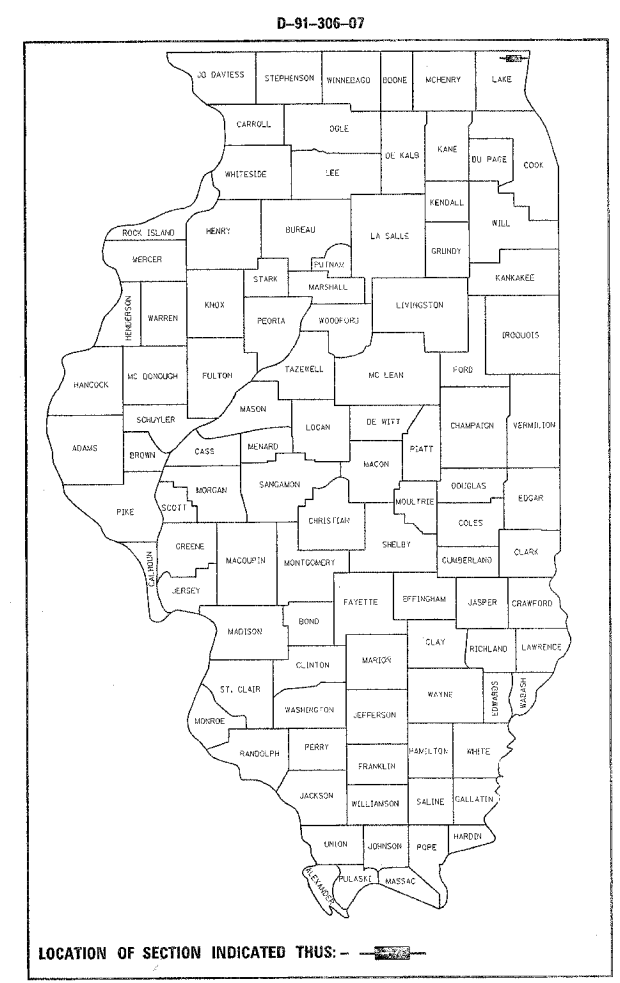 D-91-306-07
JO DAVIESS
STEPHENSON
WINNEBAGO
BOONE
MCHENRY
LAKE
CARROLL
OGLE
DE KALB
KANE
DU PAGE
COOK
WHITESIDE
LEE
KENDALL
WILL
ROCK ISLAND
HENRY
BUREAU
LA SALLE
GRUNDY
MERCER
PUTNAM
KANKAKEE
STARK
MARSHALL
HENDERSON
WARREN
KNOX
PEORIA
WOODFORD
LIVINGSTON
IROQUOIS
HANCOCK
MC DONOUGH
FULTON
TAZEWELL
MC LEAN
FORD
SCHUYLER
MASON
LOGAN
DE WITT
CHAMPAIGN
VERMILION
ADAMS
BROWN
CASS
MENARD
MACON
PIATT
PIKE
SCOTT
MORGAN
SANGAMON
CHRISTIAN
MOULTRIE
DOUGLAS
EDGAR
COLES
CALHOUN
GREENE
MACOUPIN
MONTGOMERY
SHELBY
CUMBERLAND
CLARK
JERSEY
FAYETTE
EFFINGHAM
JASPER
CRAWFORD
MADISON
BOND
CLAY
RICHLAND
LAWRENCE
CLINTON
MARION
ST. CLAIR
WAYNE
EDWARDS
WABASH
MONROE
WASHINGTON
JEFFERSON
RANDOLPH
PERRY
HAMILTON
WHITE
FRANKLIN
JACKSON
WILLIAMSON
SALINE
GALLATIN
UNION
JOHNSON
POPE
HARDIN
ALEXANDER
PULASKI
MASSAC
LOCATION OF SECTION INDICATED THUS: -